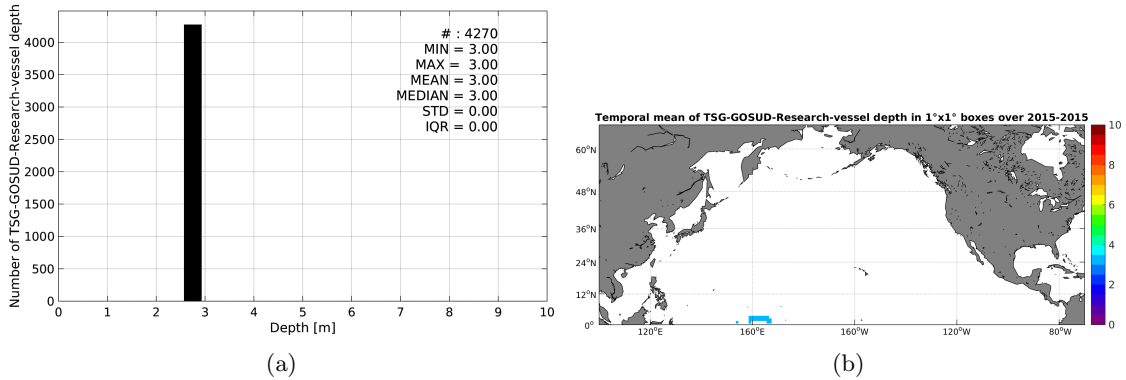 Number of TSG-GOSUD-Research-vessel depth
4000
3500
3000
2500
2000
1500
1000
500
0
# : 4270
MIN = 3.00
MAX = 3.00
MEAN = 3.00
MEDIAN = 3.00
STD = 0.00
IQR = 0.00
0 1 2 3 4 5 6 7 8 9 10
Depth [m]
(a)
Temporal mean of TSG-GOSUD-Research-vessel depth in 1°x1° boxes over 2015-2015
60°N
48°N
36°N
24°N
12°N
0°
120°E 160°E 160°W 120°W 80°W
10
8
6
4
2
0
(b)